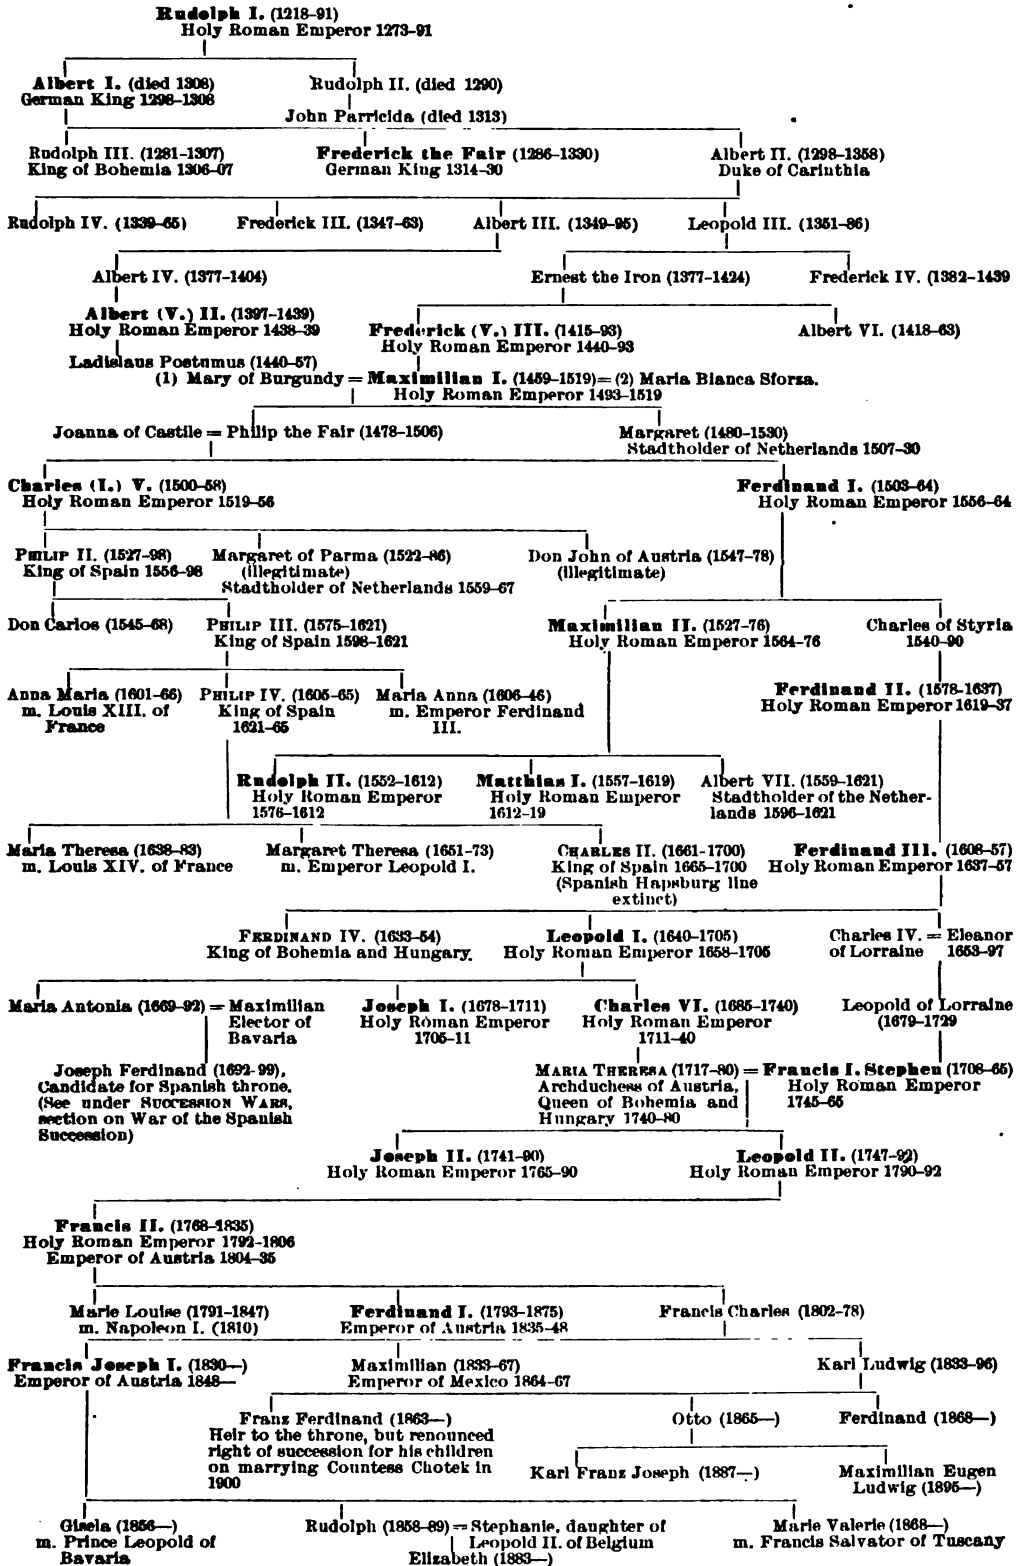 Rudolph I. (1218-91)
Holy Roman Emperor 1273-91
Albert I. (died 1308)
German King 1298-1308
Rudolph II. (died 1290)
John Parricida (died 1313)
Rudolph III. (1281-1307)
King of Bohemia 1306-07
Frederick the Fair (1286-1330)
German King 1314-30
Albert II. (1298-1358)
Duke of Carinthia
Rudolph IV. (1339-65)
Frederick III. (1347-63)
Albert III. (1349-95)
Leopold III. (1351-86)
Albert IV. (1377-1404)
Ernest the Iron (1377-1424)
Frederick IV. (1382-1439
Albert (V.) II. (1397-1439)
Holy Roman Emperor 1438-39
Frederick (V.) III. (1415-93)
Holy Roman Emperor 1440-93
Albert VI. (1418-63)
Ladislaus Postumus (1440-57)
(1) Mary of Burgundy = Maximilian I. (1459-1519) = (2) Maria Bianca Sforza.
Holy Roman Emperor 1493-1519
Joanna of Castile = Philip the Fair (1478-1506)
Margaret (1480-1530)
Stadtholder of Netherlands 1507-30
Charles (I.) V. (1500-58)
Holy Roman Emperor 1519-56
Ferdinand I. (1503-64)
Holy Roman Emperor 1556-64
PHILIP II. (1527-98)
King of Spain 1556-98
Margaret of Parma (1522-86)
(illegitimate)
Stadtholder of Netherlands 1559-67
Don John of Austria (1547-78)
(illegitimate)
Don Carlos (1545-68)
PHILIP III. (1575-1621)
King of Spain 1598-1621
Maximilian II. (1527-76)
Holy Roman Emperor 1564-76
Charles of Styria
1540-90
Anna Maria (1601-66)
m. Louis XIII. of
France
PHILIP IV. (1605-65)
King of Spain
1621-65
Maria Anna (1606-46)
m. Emperor Ferdinand
III.
Ferdinand II. (1578-1637)
Holy Roman Emperor 1619-37
Rudolph II. (1552-1612)
Holy Roman Emperor
1576-1612
Matthias I. (1557-1619)
Holy Roman Emperor
1612-19
Albert VII. (1559-1621)
Stadtholder of the Nether-
lands 1596-1621
Maria Theresa (1638-83)
m. Louis XIV. of France
Margaret Theresa (1651-73)
m. Emperor Leopold I.
CHARLES II. (1661-1700)
King of Spain 1665-1700
(Spanish Hapsburg line
extinct)
Ferdinand III. (1608-57)
Holy Roman Emperor 1637-57
FERDINAND IV. (1633-54)
King of Bohemia and Hungary.
Leopold I. (1640-1705)
Holy Roman Emperor 1658-1705
Charles IV. = Eleanor
of Lorraine 1653-97
Maria Antonia (1669-92) = Maximilian
Elector of
Bavaria
Joseph I. (1678-1711)
Holy Roman Emperor
1705-11
Charles VI. (1685-1740)
Holy Roman Emperor
1711-40
Leopold of Lorraine
(1679-1729
Joseph Ferdinand (1692-99),
Candidate for Spanish throne.
(See under SUCCESSION WARS,
section on War of the Spanish
Succession)
MARIA THERESA (1717-80) = Francis I. Stephen (1708-65)
Archduchess of Austria,
Queen of Bohemia and
Hungary 1740-80
Holy Roman Emperor
1745-65
Joseph II. (1741-90)
Holy Roman Emperor 1765-90
Leopold II. (1747-92)
Holy Roman Emperor 1790-92
Francis II. (1768-1835)
Holy Roman Emperor 1792-1806
Emperor of Austria 1804-35
Marie Louise (1791-1847)
m. Napoleon I. (1810)
Ferdinand I. (1793-1875)
Emperor of Austria 1835-48
Francis Charles (1802-78)
Francis Joseph I. (1830—)
Emperor of Austria 1848—
Maximilian (1833-67)
Emperor of Mexico 1864-67
Karl Ludwig (1833-96)
Franz Ferdinand (1863—)
Heir to the throne, but renounced
right of succession for his children
on marrying Countess Chotek in
1900
Otto (1865—)
Ferdinand (1868—)
Karl Franz Joseph (1887—)
Maximilian Eugen
Ludwig (1895—)
Gisela (1856—)
m. Prince Leopold of
Bavaria
Rudolph (1858-89) = Stephanie, daughter of
Leopold II. of Belgium
Elizabeth (1883—)
Marie Valerie (1868—)
m. Francis Salvator of Tuscany